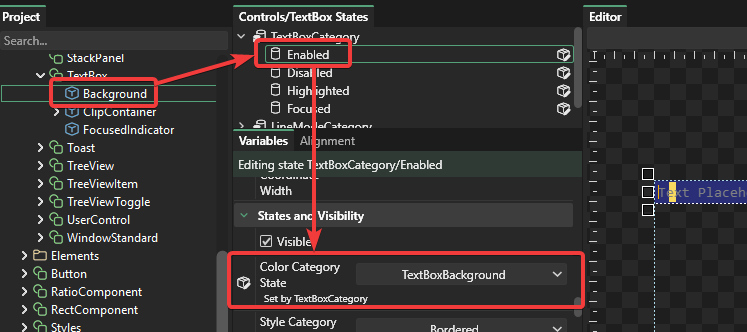 Project
Search...
StackPanel
TextBox
Background
ClipContainer
FocusedIndicator
Toast
TreeView
TreeViewItem
TreeViewToggle
UserControl
WindowStandard
Elements
Button
RatioComponent
RectComponent
Styles
Controls/TextBox States
TextBoxCategory
Enabled
Disabled
Highlighted
Focused
LineModeCategory
Variables
Alignment
Editing state TextBoxCategory/Enabled
Coordinate
Width
States and Visibility
Visible
Color Category
State
TextBoxBackground
Set by TextBoxCategory
Style Category
Bordered
Editor
Text Placeh